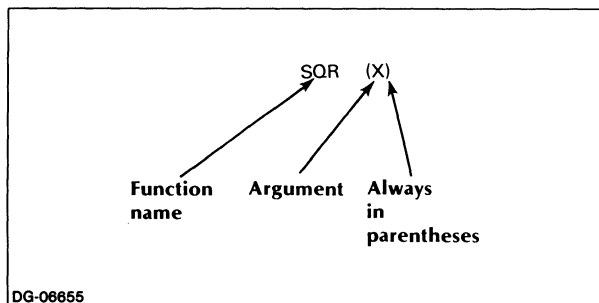 SQR (X)
Function Argument Always
name in
parentheses
DG-06655